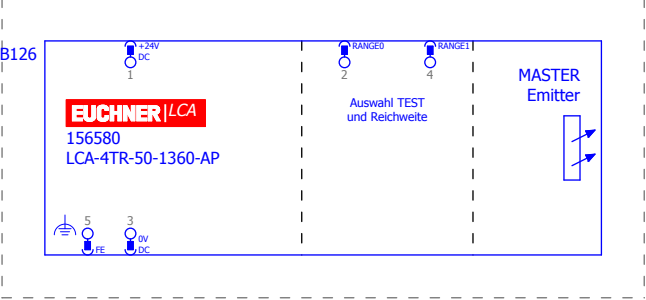 B126
+24V
DC
1
RANGE0
2
RANGE1
4
MASTER
Emitter
EUCHNER LCA
Auswahl TEST
und Reichweite
156580
LCA-4TR-50-1360-AP
5
FE
3
0V
DC